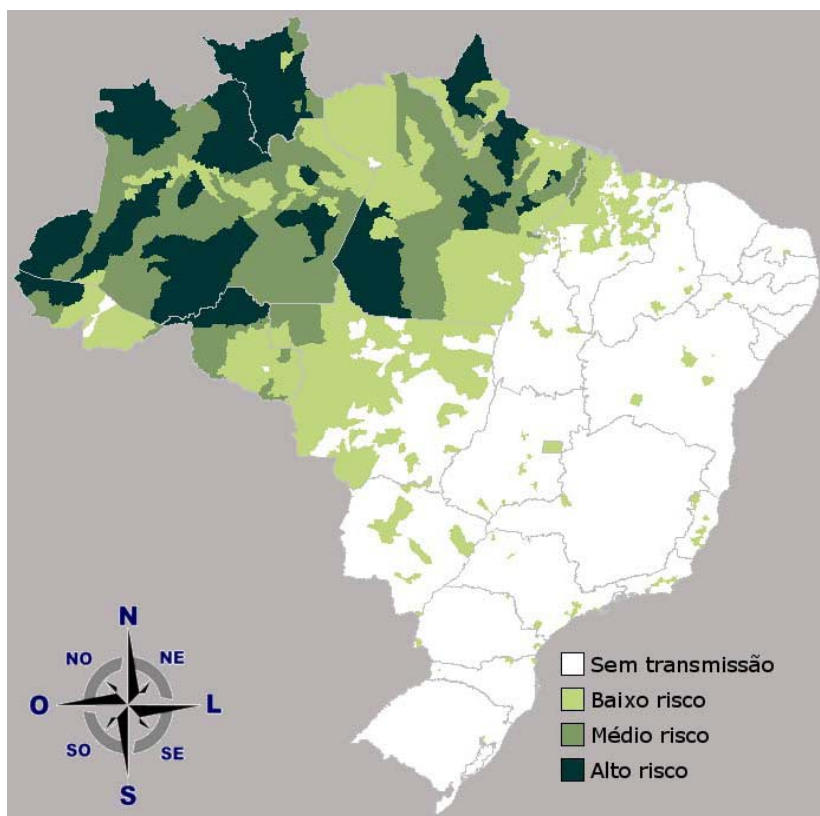 N
NO
NE
O
L
SO
SE
S
Sem transmissão
Baixo risco
Médio risco
Alto risco